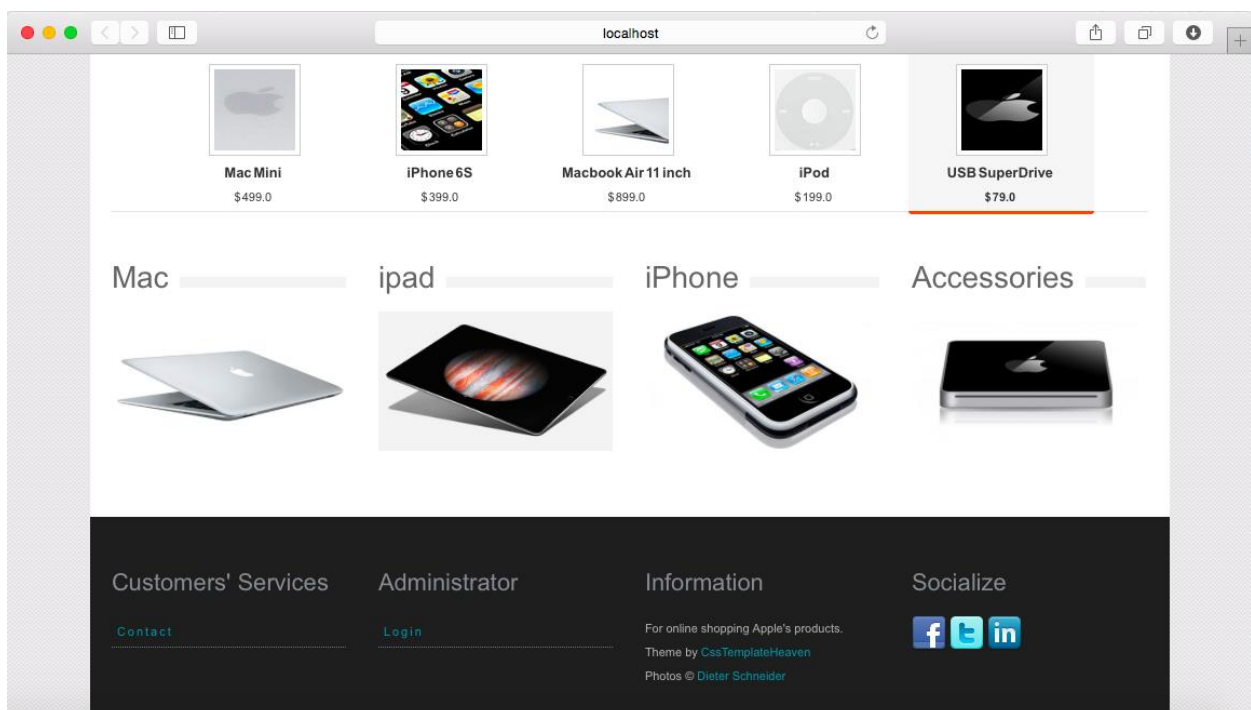 localhost
Mac Mini
$499.0
iPhone 6S
$399.0
Macbook Air 11 inch
$899.0
iPod
$199.0
USB SuperDrive
$79.0
Mac
ipad
iPhone
Accessories
Customers' Services
Contact
Administrator
Login
Information
For online shopping Apple's products.
Theme by CssTemplateHeaven
Photos © Dieter Schneider
Socialize